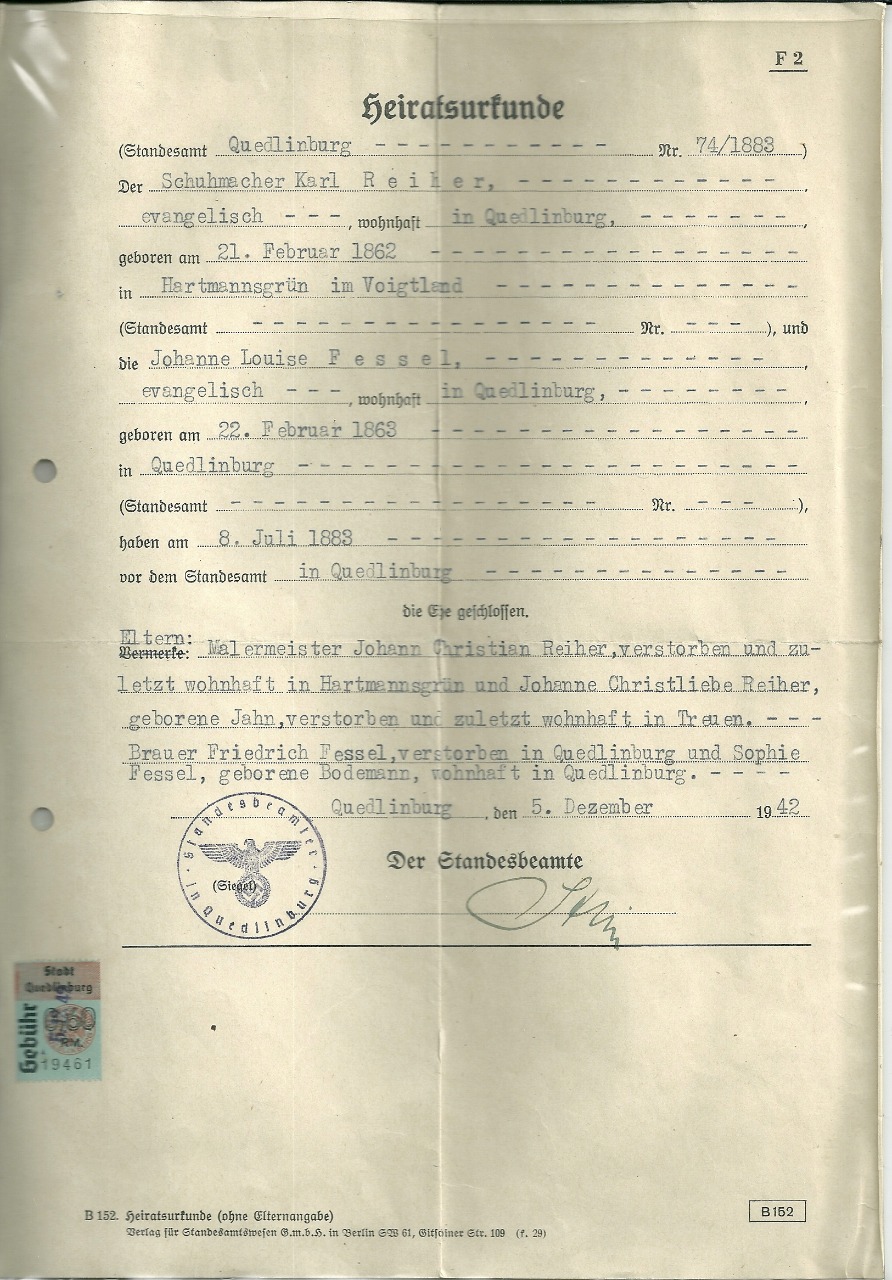 F 2
Heiratsurkunde
(Standesamt Quedlinburg - - - - - - - - - - - Nr. 74/1883 )
Der Schuhmacher Karl R e i h e r, - - - - - - - - - - - - ,
evangelisch - - - , wohnhaft in Quedlinburg, - - - - - - - ,
geboren am 21. Februar 1862 - - - - - - - - - - - - - -
in Hartmannsgrün im Voigtland - - - - - - - - - - - -
(Standesamt - - - - - - - - - - - - - - - - Nr. - - - ), und
die Johanne Louise F e s s e l, - - - - - - - - - - - - ,
evangelisch - - - , wohnhaft in Quedlinburg, - - - - - - - - ,
geboren am 22. Februar 1863 - - - - - - - - - - - - - -
in Quedlinburg - - - - - - - - - - - - - - - - - - - -
(Standesamt - - - - - - - - - - - - - - - - Nr. - - - ),
haben am 8. Juli 1883 - - - - - - - - - - - - - - - -
vor dem Standesamt in Quedlinburg - - - - - - - - - - - -
die Ehe geschlossen.
Eltern:
Vermerke: Malermeister Johann Christian Reiher,verstorben und zu-
letzt wohnhaft in Hartmannsgrün und Johanne Christliebe Reiher,
geborene Jahn,verstorben und zuletzt wohnhaft in Treuen. - - -
Brauer Friedrich Fessel,verstorben in Quedlinburg und Sophie
Fessel, geborene Bodemann, wohnhaft in Quedlinburg. - - - -
Quedlinburg , den 5. Dezember 1942
Standesbeamter
in Quedlinburg
(Siegel)
Der Standesbeamte
Stadt
Quedlinburg
Gebühr
RM.
19461
B 152. Heiratsurkunde (ohne Elternangabe)
Verlag für Standesamtswesen G.m.b.H. in Berlin SW 61, Gitschiner Str. 109 (f. 29)
B 152